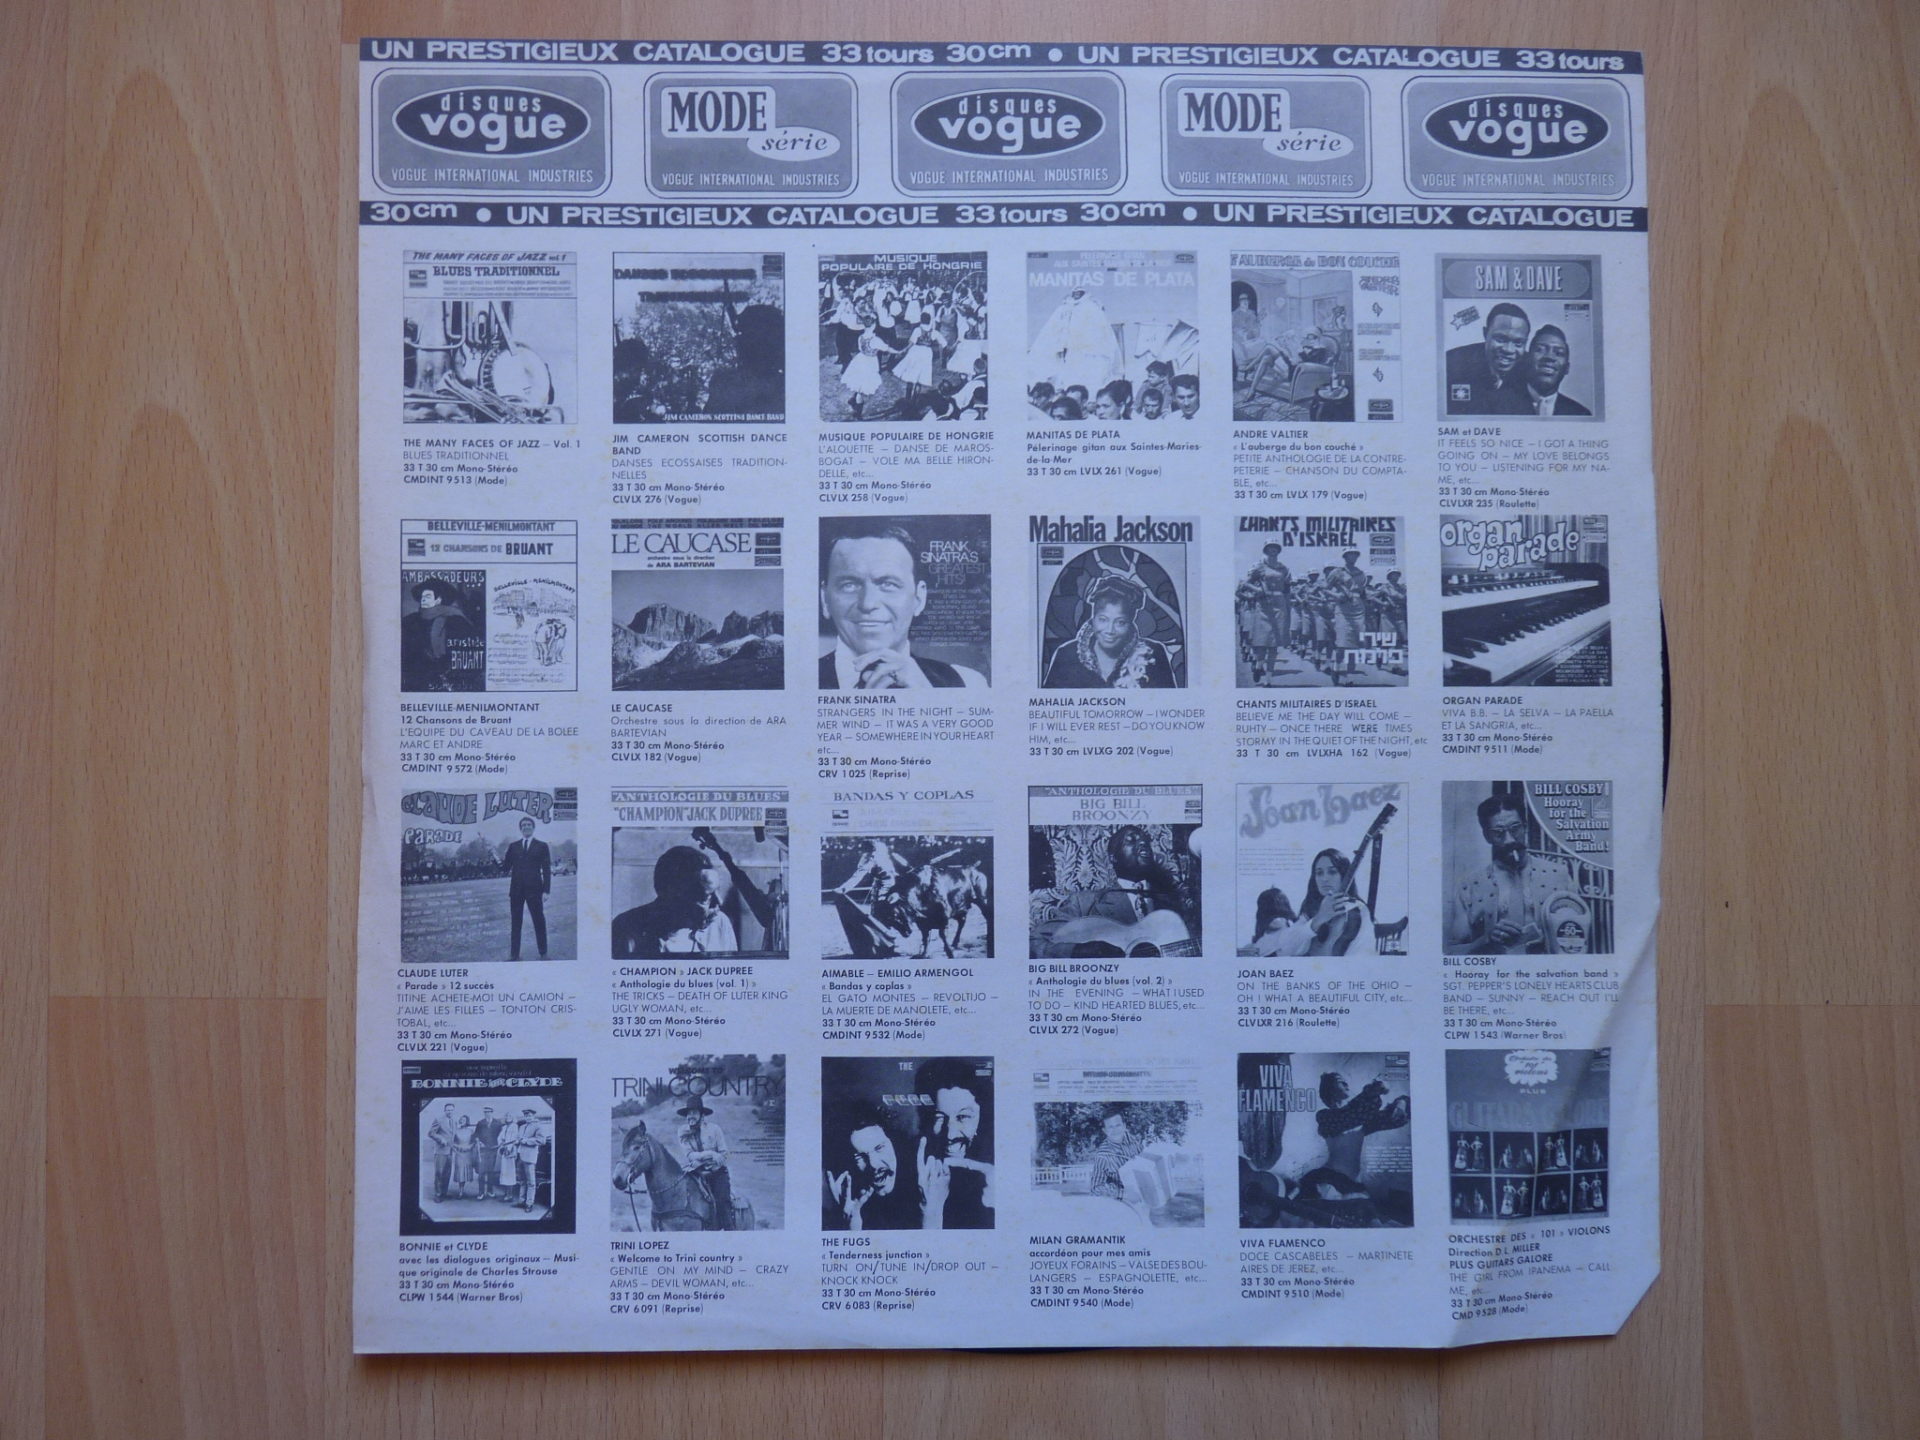 UN PRESTIGIEUX CATALOGUE 33 tours 30cm ● UN PRESTIGIEUX CATALOGUE 33 tours
disques
vogue
VOGUE INTERNATIONAL INDUSTRIES
MODE
série
VOGUE INTERNATIONAL INDUSTRIES
disques
vogue
VOGUE INTERNATIONAL INDUSTRIES
MODE
série
VOGUE INTERNATIONAL INDUSTRIES
disques
vogue
VOGUE INTERNATIONAL INDUSTRIES
30cm ● UN PRESTIGIEUX CATALOGUE 33 tours 30cm ● UN PRESTIGIEUX CATALOGUE
THE MANY FACES OF JAZZ vol.1
BLUES TRADITIONNEL
THE MANY FACES OF JAZZ – Vol. 1
BLUES TRADITIONNEL
33 T 30 cm Mono-Stéréo
CMDINT 9513 (Mode)
JIM CAMERON SCOTTISH DANCE BAND
JIM CAMERON SCOTTISH DANCE
BAND
DANSES ECOSSAISES TRADITION-
NELLES
33 T 30 cm Mono-Stéréo
CLVLX 276 (Vogue)
MUSIQUE
POPULAIRE DE HONGRIE
MUSIQUE POPULAIRE DE HONGRIE
L'ALOUETTE – DANSE DE MAROS-
BOGAT – VOLE MA BELLE HIRON-
DELLE, etc...
33 T 30 cm Mono-Stéréo
CLVLX 258 (Vogue)
MANITAS DE PLATA
MANITAS DE PLATA
Pélerinage gitan aux Saintes-Maries-
de-la-Mer
33 T 30 cm LVLX 261 (Vogue)
l'AUBERGE du BON COUCHÉ
ANDRE VALTIER
« L'auberge du bon couché »
PETITE ANTHOLOGIE DE LA CONTRE-
PETERIE – CHANSON DU COMPTA-
BLE, etc...
33 T 30 cm LVLX 179 (Vogue)
SAM & DAVE
SAM et DAVE
IT FEELS SO NICE – I GOT A THING
GOING ON – MY LOVE BELONGS
TO YOU – LISTENING FOR MY NA-
ME, etc...
33 T 30 cm Mono-Stéréo
CLVLXR 235 (Roulette)
BELLEVILLE-MENILMONTANT
12 CHANSONS DE BRUANT
AMBASSADEURS
aristide
BRUANT
BELLEVILLE-MENILMONTANT
12 Chansons de Bruant
L'EQUIPE DU CAVEAU DE LA BOLEE
MARC ET ANDRE
33 T 30 cm Mono-Stéréo
CMDINT 9572 (Mode)
LE CAUCASE
orchestre sous la direction
de ARA BARTEVIAN
LE CAUCASE
Orchestre sous la direction de ARA
BARTEVIAN
33 T 30 cm Mono-Stéréo
CLVLX 182 (Vogue)
FRANK
SINATRA'S
GREATEST
HITS!
FRANK SINATRA
STRANGERS IN THE NIGHT – SUM-
MER WIND – IT WAS A VERY GOOD
YEAR – SOMEWHERE IN YOUR HEART
etc...
33 T 30 cm Mono-Stéréo
CRV 1025 (Reprise)
Mahalia Jackson
MAHALIA JACKSON
BEAUTIFUL TOMORROW – I WONDER
IF I WILL EVER REST – DO YOU KNOW
HIM, etc...
33 T 30 cm LVLXG 202 (Vogue)
CHANTS MILITAIRES
D'ISRAËL
שירי
CHANTS MILITAIRES D'ISRAEL
BELIEVE ME THE DAY WILL COME –
RUHTY – ONCE THERE WERE TIMES
STORMY IN THE QUIET OF THE NIGHT, etc
33 T 30 cm LVLXHA 162 (Vogue)
organ
parade
ORGAN PARADE
VIVA B.B. – LA SELVA – LA PAELLA
ET LA SANGRIA, etc...
33 T 30 cm Mono-Stéréo
CMDINT 9511 (Mode)
CLAUDE LUTER
PARADE
CLAUDE LUTER
« Parade » 12 succès
TITINE ACHETE-MOI UN CAMION –
J'AIME LES FILLES – TONTON CRIS-
TOBAL, etc...
33 T 30 cm Mono-Stéréo
CLVLX 221 (Vogue)
"ANTHOLOGIE DU BLUES"
"CHAMPION" JACK DUPREE
« CHAMPION » JACK DUPREE
« Anthologie du blues (vol. 1) »
THE TRICKS – DEATH OF LUTER KING
UGLY WOMAN, etc...
33 T 30 cm Mono-Stéréo
CLVLX 271 (Vogue)
BANDAS Y COPLAS
AIMABLE – EMILIO ARMENGOL
« Bandas y coplas »
EL GATO MONTES – REVOLTIJO –
LA MUERTE DE MANOLETE, etc...
33 T 30 cm Mono-Stéréo
CMDINT 9532 (Mode)
"ANTHOLOGIE DU BLUES"
BIG BILL
BROONZY
BIG BILL BROONZY
« Anthologie du blues (vol. 2) »
IN THE EVENING – WHAT I USED
TO DO – KIND HEARTED BLUES, etc...
33 T 30 cm Mono-Stéréo
CLVLX 272 (Vogue)
Joan Baez
JOAN BAEZ
ON THE BANKS OF THE OHIO –
OH ! WHAT A BEAUTIFUL CITY, etc...
33 T 30 cm Mono-Stéréo
CLVLXR 216 (Roulette)
BILL COSBY
Hooray
for the
Salvation
Army
Band!
BILL COSBY
« Hooray for the salvation band »
SGT. PEPPER'S LONELY HEARTS CLUB
BAND – SUNNY – REACH OUT I'LL
BE THERE, etc...
33 T 30 cm Mono-Stéréo
CLPW 1543 (Warner Bros)
BONNIE and CLYDE
BONNIE et CLYDE
avec les dialogues originaux – Musi-
que originale de Charles Strouse
33 T 30 cm Mono-Stéréo
CLPW 1544 (Warner Bros)
WELCOME TO
TRINI COUNTRY
TRINI LOPEZ
« Welcome to Trini country »
GENTLE ON MY MIND – CRAZY
ARMS – DEVIL WOMAN, etc...
33 T 30 cm Mono-Stéréo
CRV 6091 (Reprise)
THE
FUGS
THE FUGS
« Tenderness junction »
TURN ON/TUNE IN/DROP OUT –
KNOCK KNOCK
33 T 30 cm Mono-Stéréo
CRV 6083 (Reprise)
MILAN GRAMANTIK
accordéon pour mes amis
JOYEUX FORAINS – VALSE DES BOU-
LANGERS – ESPAGNOLETTE, etc...
33 T 30 cm Mono-Stéréo
CMDINT 9540 (Mode)
VIVA
FLAMENCO
VIVA FLAMENCO
DOCE CASCABELES – MARTINETE
AIRES DE JEREZ, etc...
33 T 30 cm Mono-Stéréo
CMDINT 9510 (Mode)
Orchestre des
101 violons
PLUS
GUITARS GALORE
ORCHESTRE DES « 101 » VIOLONS
Direction D.L. MILLER
PLUS GUITARS GALORE
THE GIRL FROM IPANEMA – CALL
ME, etc...
33 T 30 cm Mono-Stéréo
CMD 9528 (Mode)